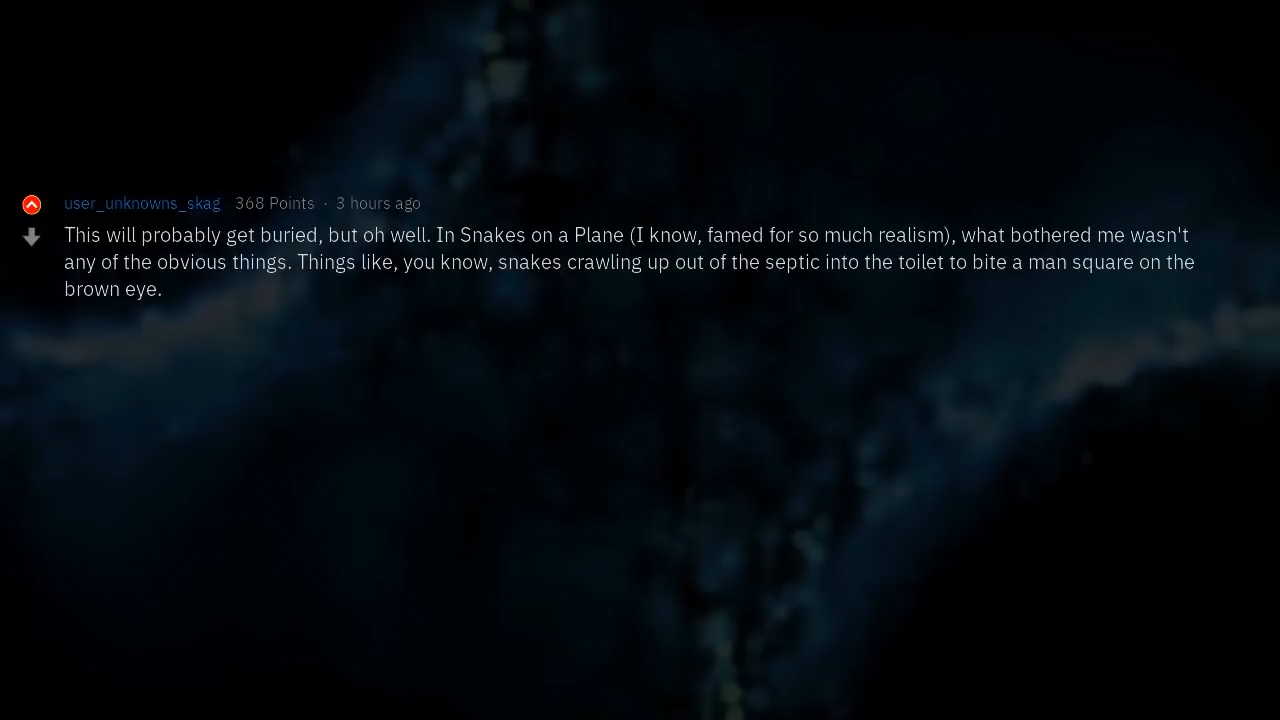 user_unknowns_skag 368 Points · 3 hours ago
This will probably get buried, but oh well. In Snakes on a Plane (I know, famed for so much realism), what bothered me wasn't
any of the obvious things. Things like, you know, snakes crawling up out of the septic into the toilet to bite a man square on the
brown eye.